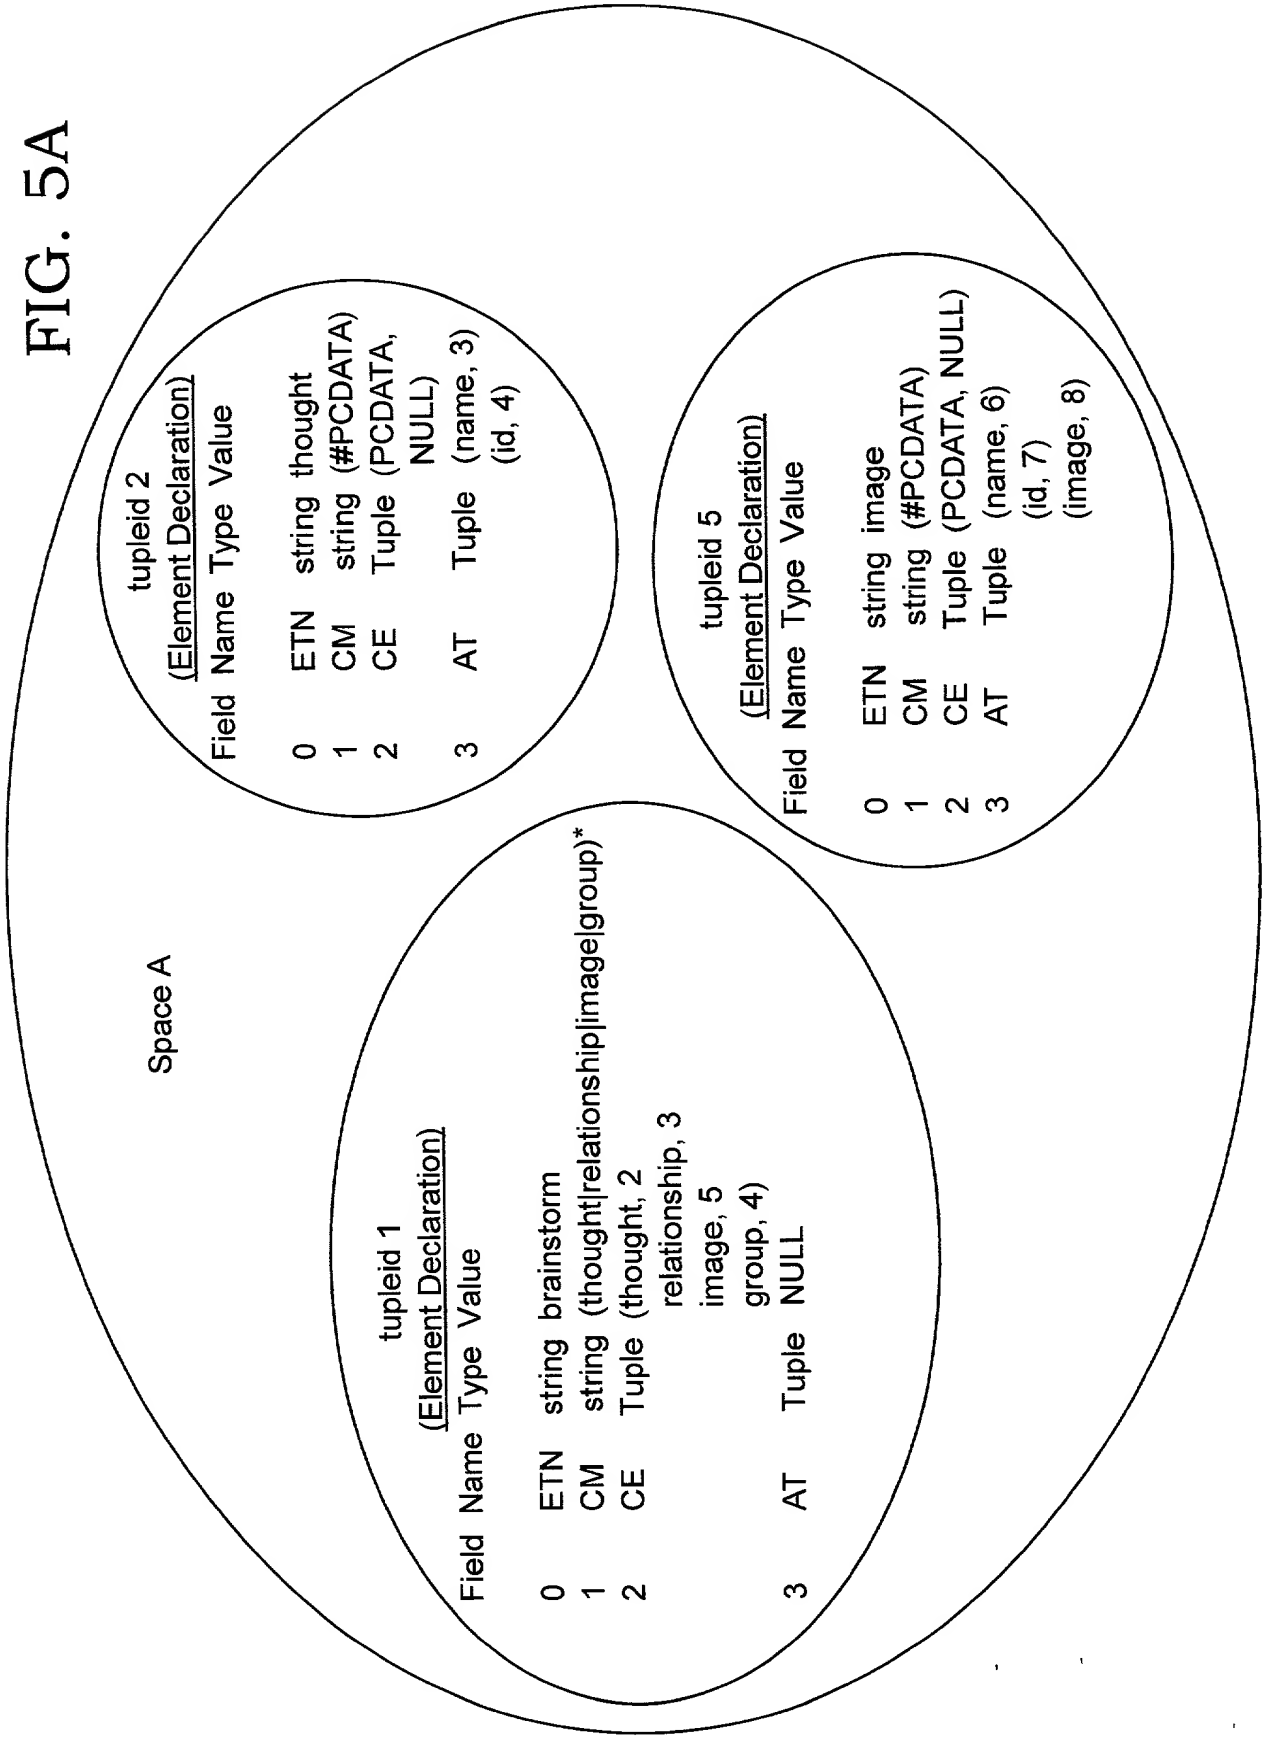 FIG. 5A
Space A
tupleid 1
(Element Declaration)
Field Name Type Value
0 ETN string brainstorm
1 CM string (thought|relationship|image|group)*
2 CE Tuple (thought, 2
relationship, 3
image, 5
group, 4)
3 AT Tuple NULL
tupleid 2
(Element Declaration)
Field Name Type Value
0 ETN string thought
1 CM string (#PCDATA)
2 CE Tuple (PCDATA,
NULL)
3 AT Tuple (name, 3)
(id, 4)
tupleid 5
(Element Declaration)
Field Name Type Value
0 ETN string image
1 CM string (#PCDATA)
2 CE Tuple (PCDATA, NULL)
3 AT Tuple (name, 6)
(id, 7)
(image, 8)